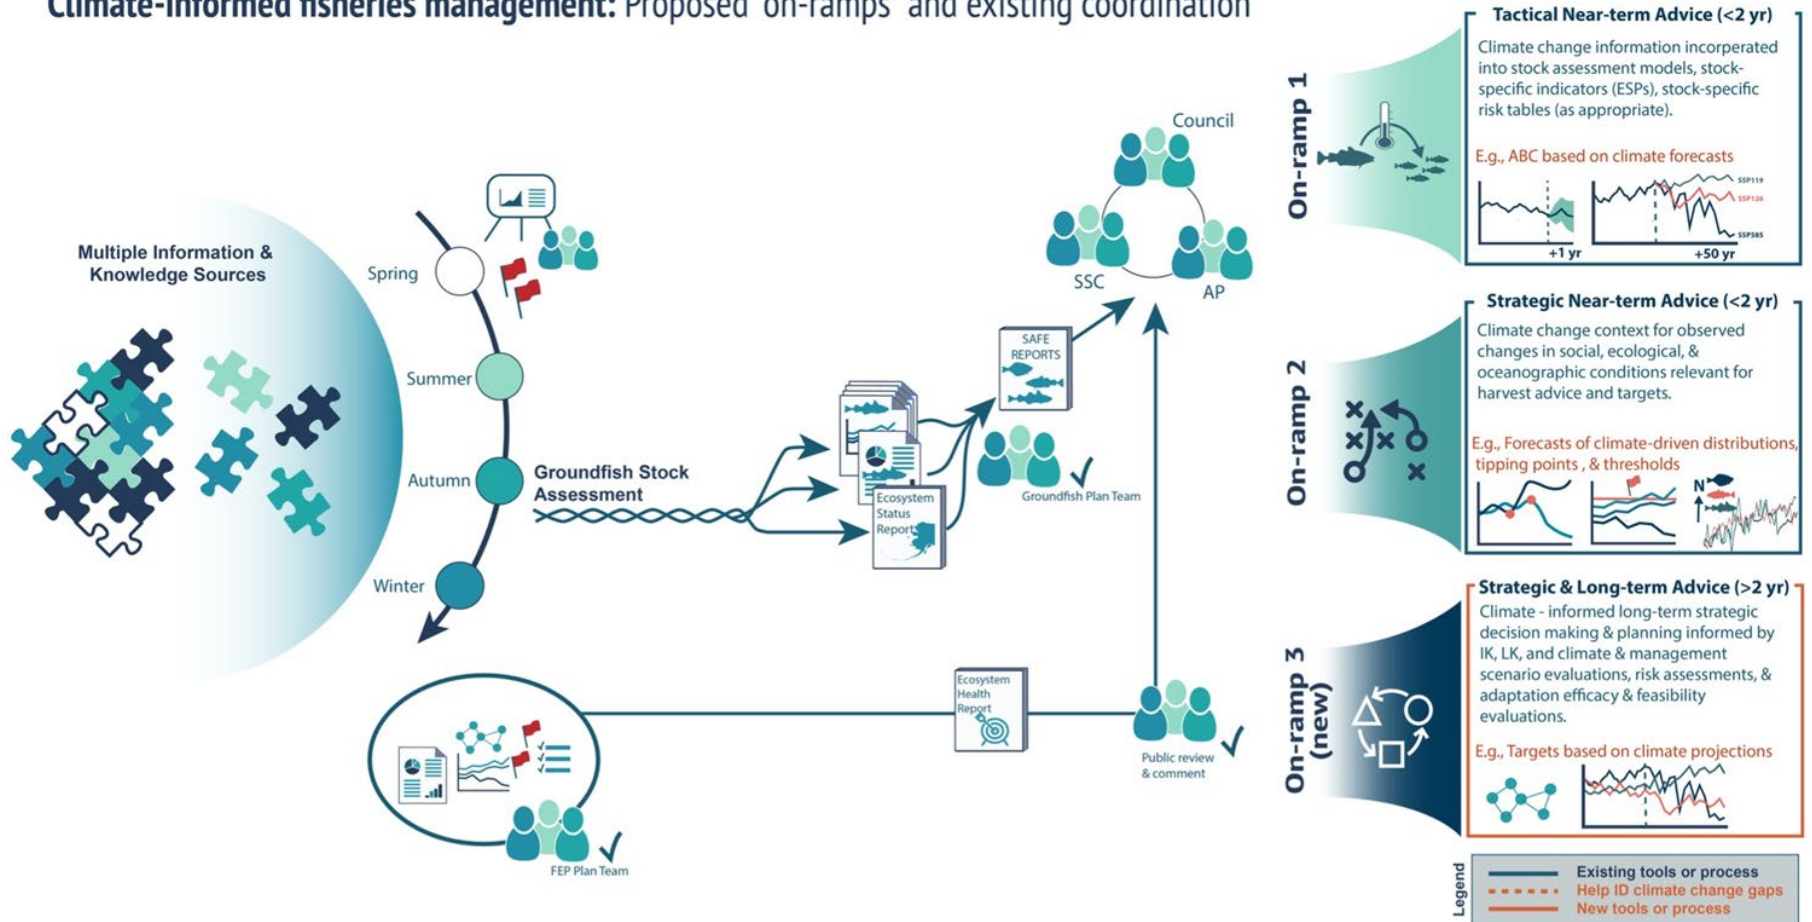 Climate-informed fisheries management: Proposed "on-ramps" and existing coordination
Multiple Information &
Knowledge Sources
Spring
Summer
Autumn
Winter
Groundfish Stock
Assessment
Ecosystem
Status
Report
SAFE
REPORTS
Groundfish Plan Team
Council
SSC
AP
Ecosystem
Health
Report
Public review
& comment
FEP Plan Team
On-ramp 1
Tactical Near-term Advice (<2 yr)
Climate change information incorperated
into stock assessment models, stock-
specific indicators (ESPs), stock-specific
risk tables (as appropriate).
E.g., ABC based on climate forecasts
SSP119
SSP126
SSP585
+1 yr
+50 yr
On-ramp 2
Strategic Near-term Advice (<2 yr)
Climate change context for observed
changes in social, ecological, &
oceanographic conditions relevant for
harvest advice and targets.
E.g., Forecasts of climate-driven distributions,
tipping points , & thresholds
N
On-ramp 3
(new)
Strategic & Long-term Advice (>2 yr)
Climate - informed long-term strategic
decision making & planning informed by
IK, LK, and climate & management
scenario evaluations, risk assessments, &
adaptation efficacy & feasibility
evaluations.
E.g., Targets based on climate projections
Legend
Existing tools or process
Help ID climate change gaps
New tools or process